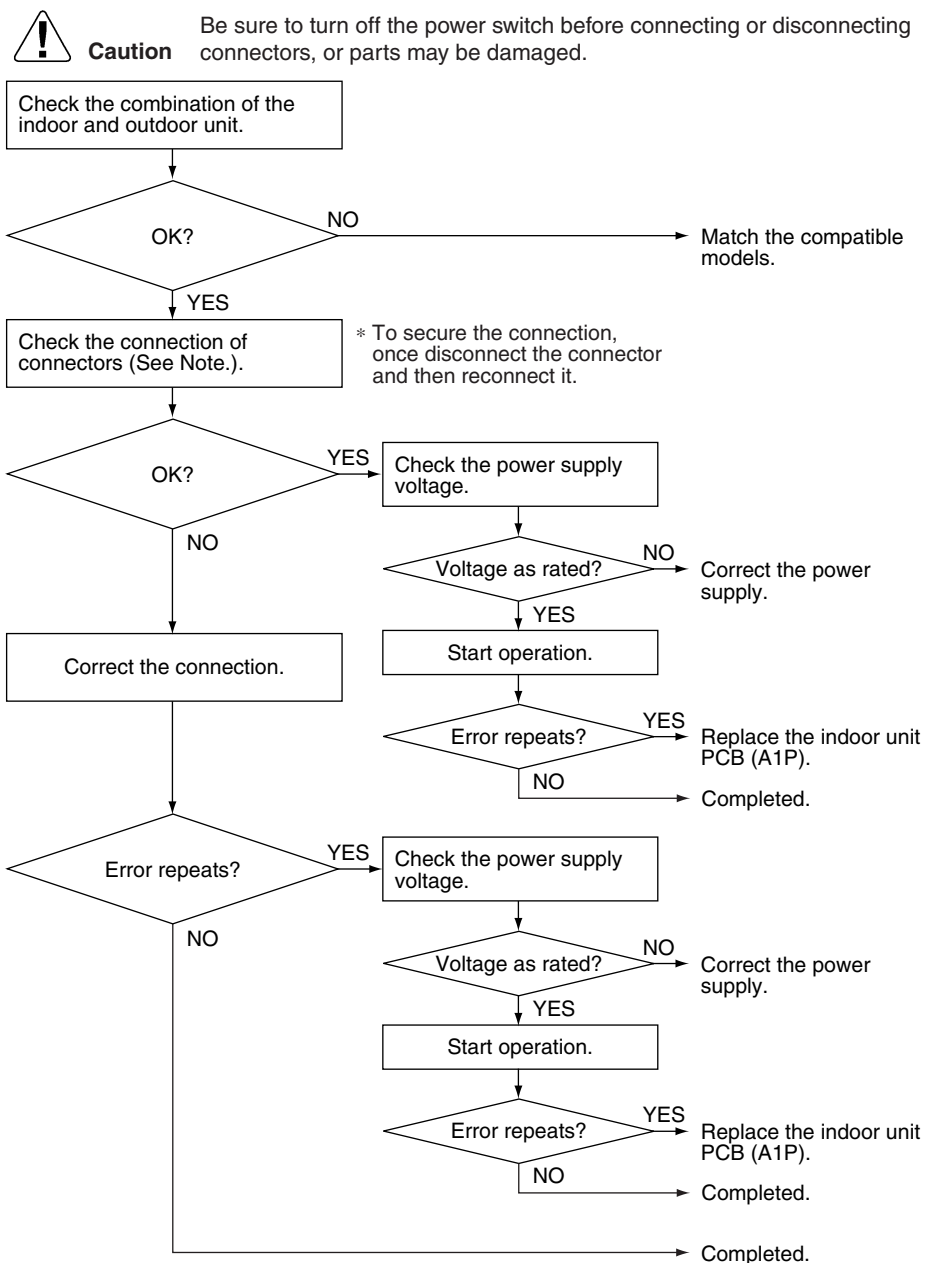 Be sure to turn off the power switch before connecting or disconnecting
Caution connectors, or parts may be damaged.
Check the combination of the
indoor and outdoor unit.
OK?
NO
Match the compatible
models.
YES
Check the connection of
connectors (See Note.).
* To secure the connection,
once disconnect the connector
and then reconnect it.
OK?
YES
Check the power supply
voltage.
NO
Voltage as rated?
NO
Correct the power
supply.
YES
Start operation.
Correct the connection.
Error repeats?
YES
Replace the indoor unit
PCB (A1P).
NO
Completed.
Error repeats?
YES
Check the power supply
voltage.
NO
Voltage as rated?
NO
Correct the power
supply.
YES
Start operation.
Error repeats?
YES
Replace the indoor unit
PCB (A1P).
NO
Completed.
Completed.